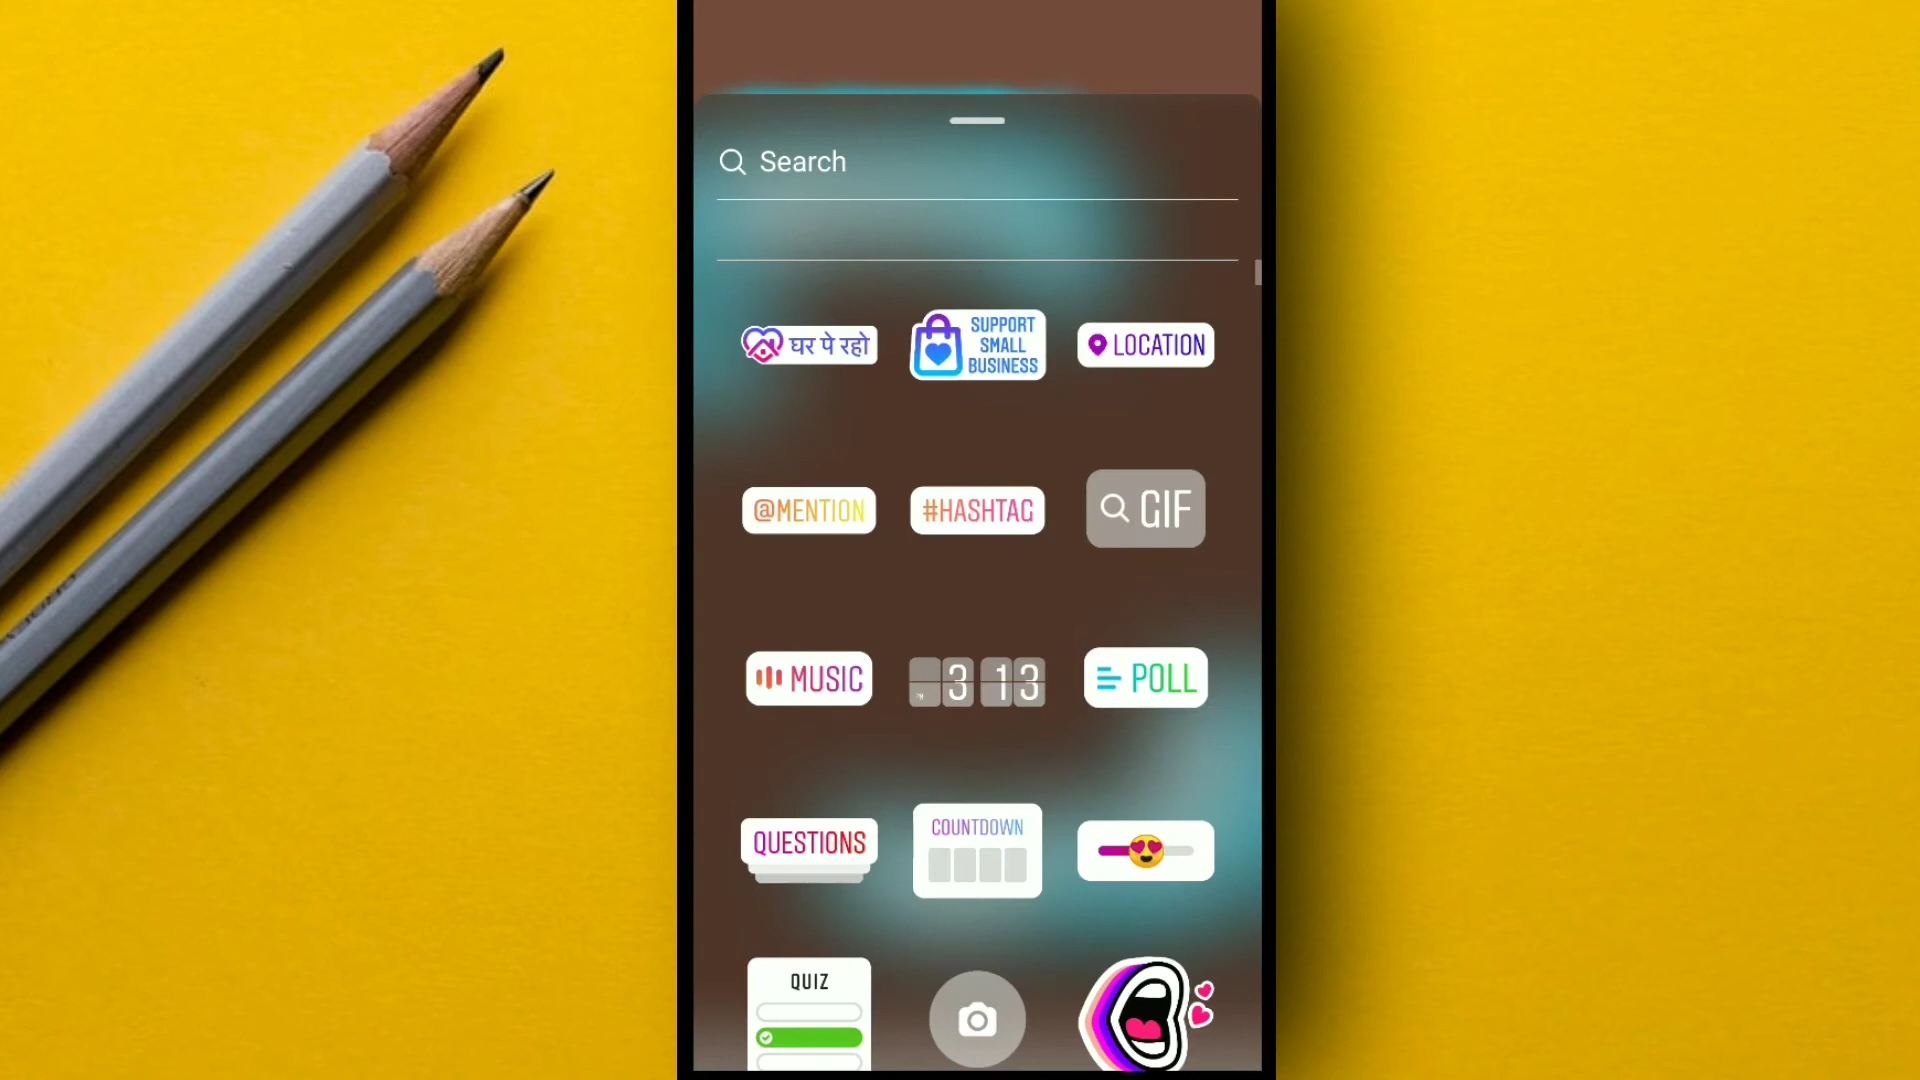 Search
घर पे रहो
SUPPORT
SMALL
BUSINESS
LOCATION
@MENTION
#HASHTAG
GIF
MUSIC
3 13
POLL
QUESTIONS
COUNTDOWN
QUIZ